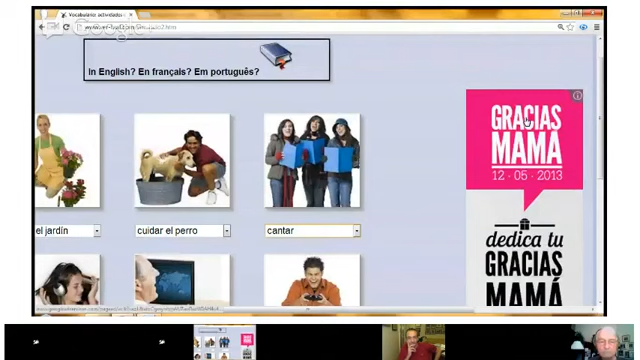 Vocabulario: actividades
In English? En français? Em português?
GRACIAS
MAMÁ
12 · 05 · 2013
el jardín
cuidar el perro
cantar
dedica tu
GRACIAS
MAMÁ